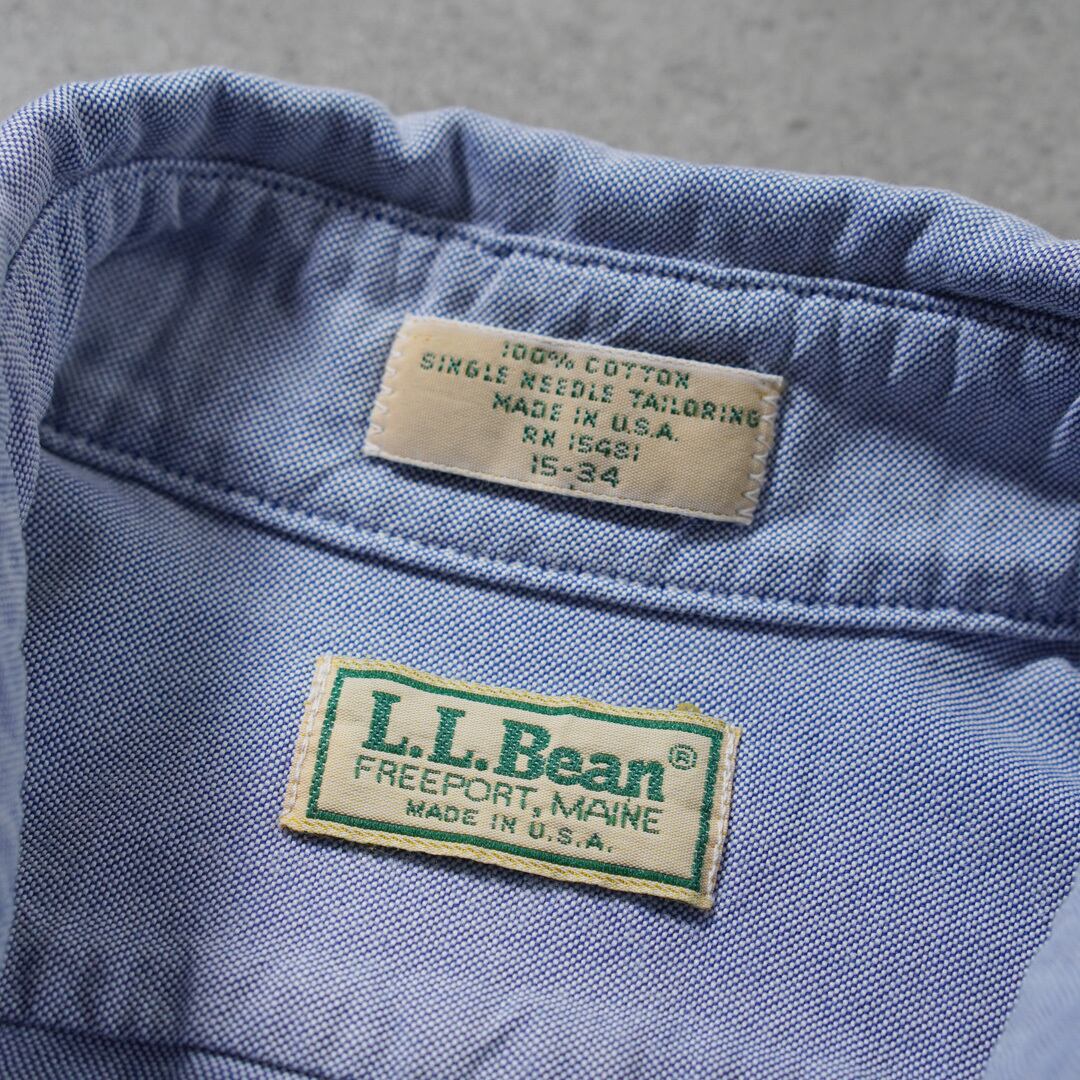 100% COTTON
SINGLE NEEDLE TAILORING
MADE IN U.S.A.
RN 15481
15-34
L.L.Bean®
FREEPORT, MAINE
MADE IN U.S.A.